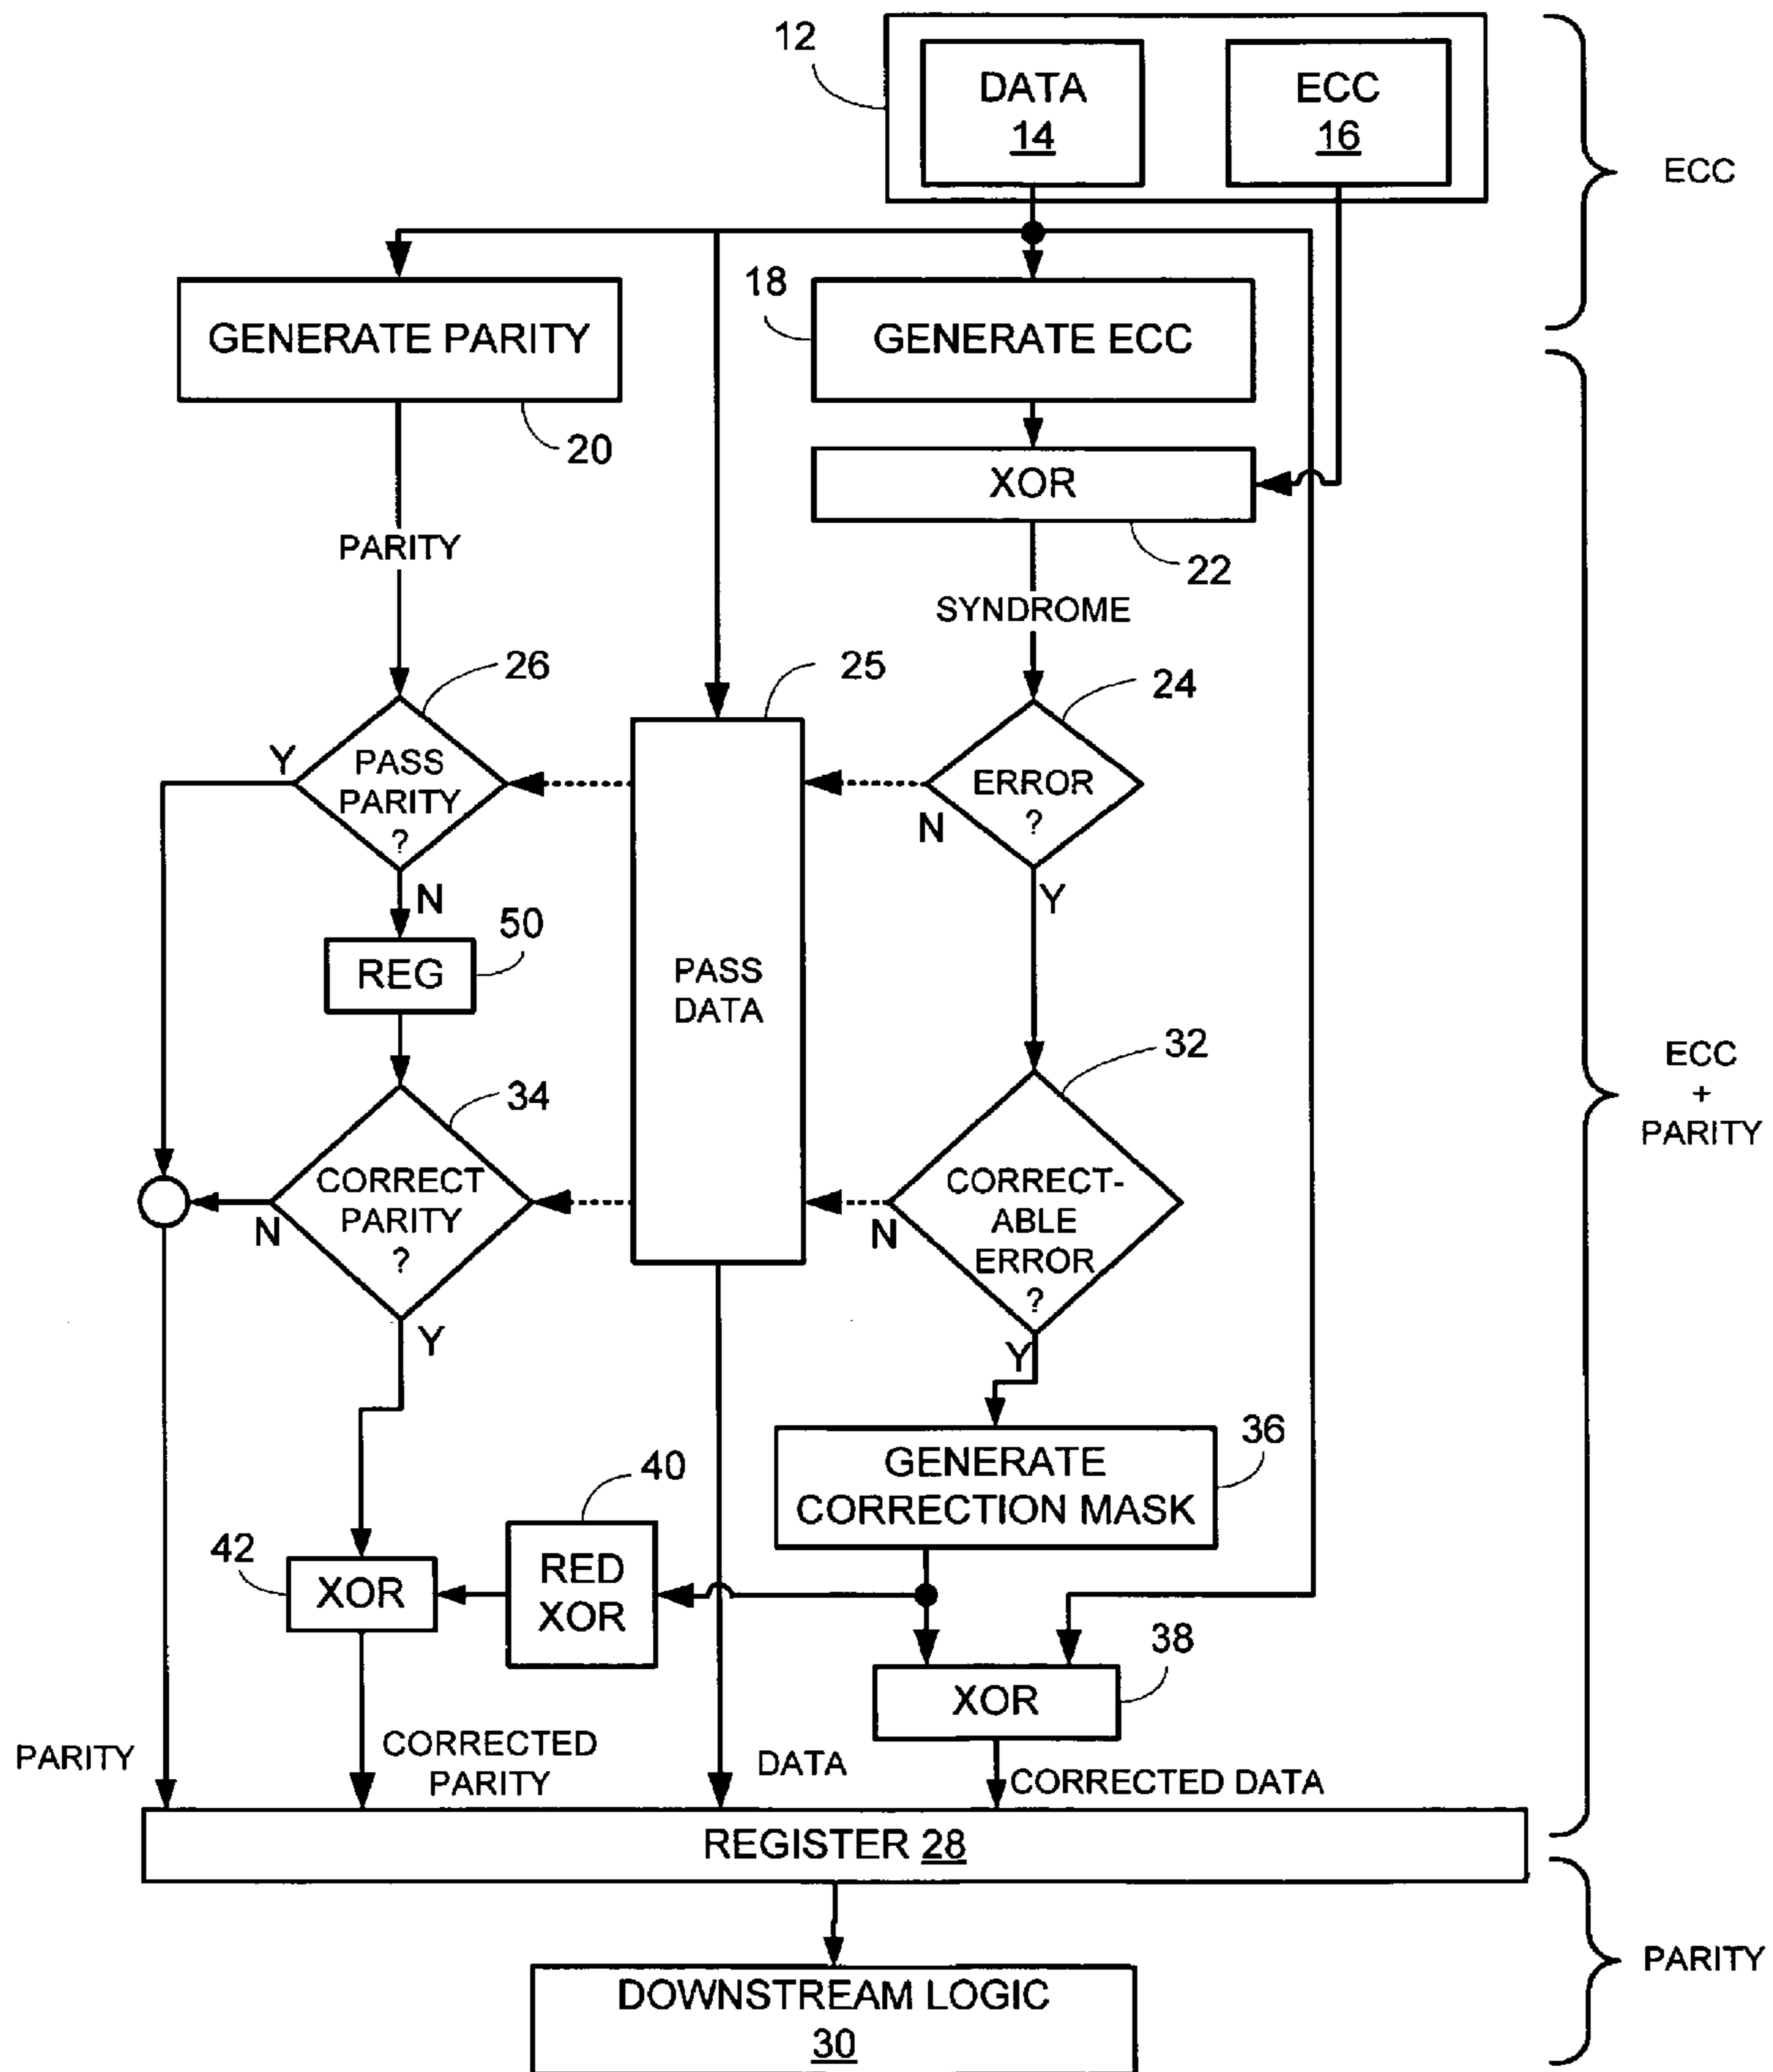 12
DATA
14
ECC
16
ECC
GENERATE PARITY
20
18
GENERATE ECC
XOR
22
PARITY
SYNDROME
26
25
24
PASS
PARITY
?
Y
N
ERROR
?
N
Y
50
REG
PASS
DATA
34
32
CORRECT
PARITY
?
N
Y
CORRECT-
ABLE
ERROR
?
N
Y
ECC
+
PARITY
36
GENERATE
CORRECTION MASK
40
RED
XOR
42
XOR
38
XOR
PARITY
CORRECTED
PARITY
DATA
CORRECTED DATA
REGISTER 28
DOWNSTREAM LOGIC
30
PARITY